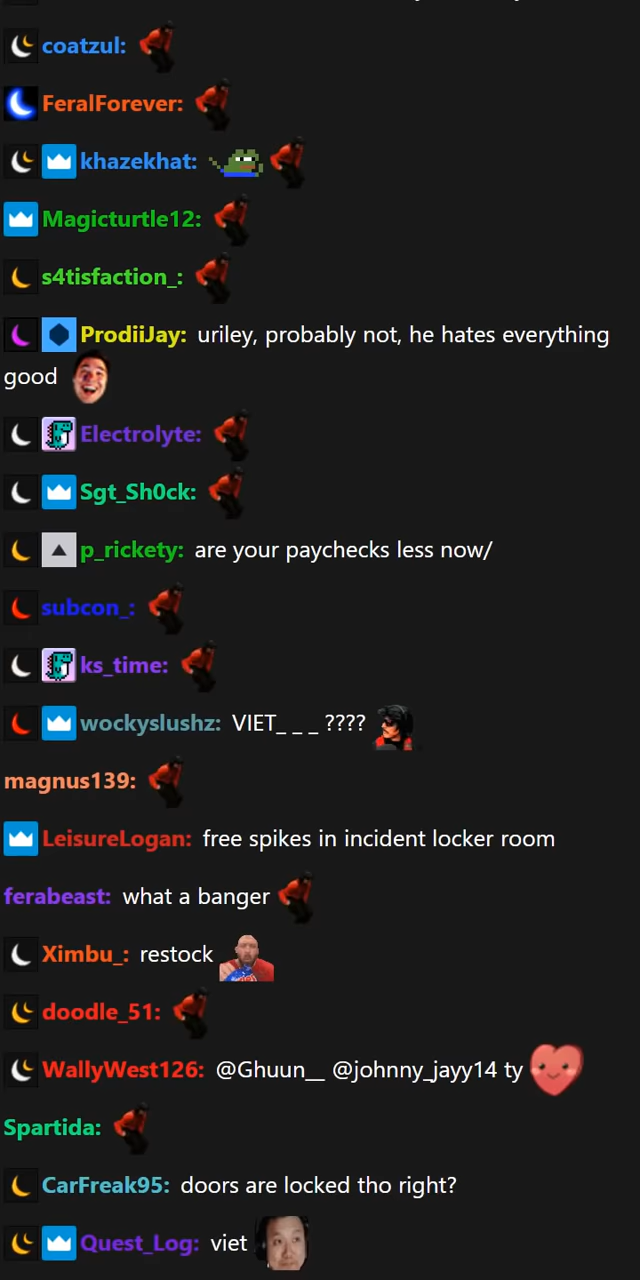 coatzul:
FeralForever:
khazekhat:
Magicturtle12:
s4tisfaction_:
ProdiiJay: uriley, probably not, he hates everything
good
Electrolyte:
Sgt_Sh0ck:
p_rickety: are your paychecks less now/
subcon_:
ks_time:
wockyslushz: VIET_ _ _ ????
magnus139:
LeisureLogan: free spikes in incident locker room
ferabeast: what a banger
Ximbu_: restock
doodle_51:
WallyWest126: @Ghuun__ @johnny_jayy14 ty
Spartida:
CarFreak95: doors are locked tho right?
Quest_Log: viet